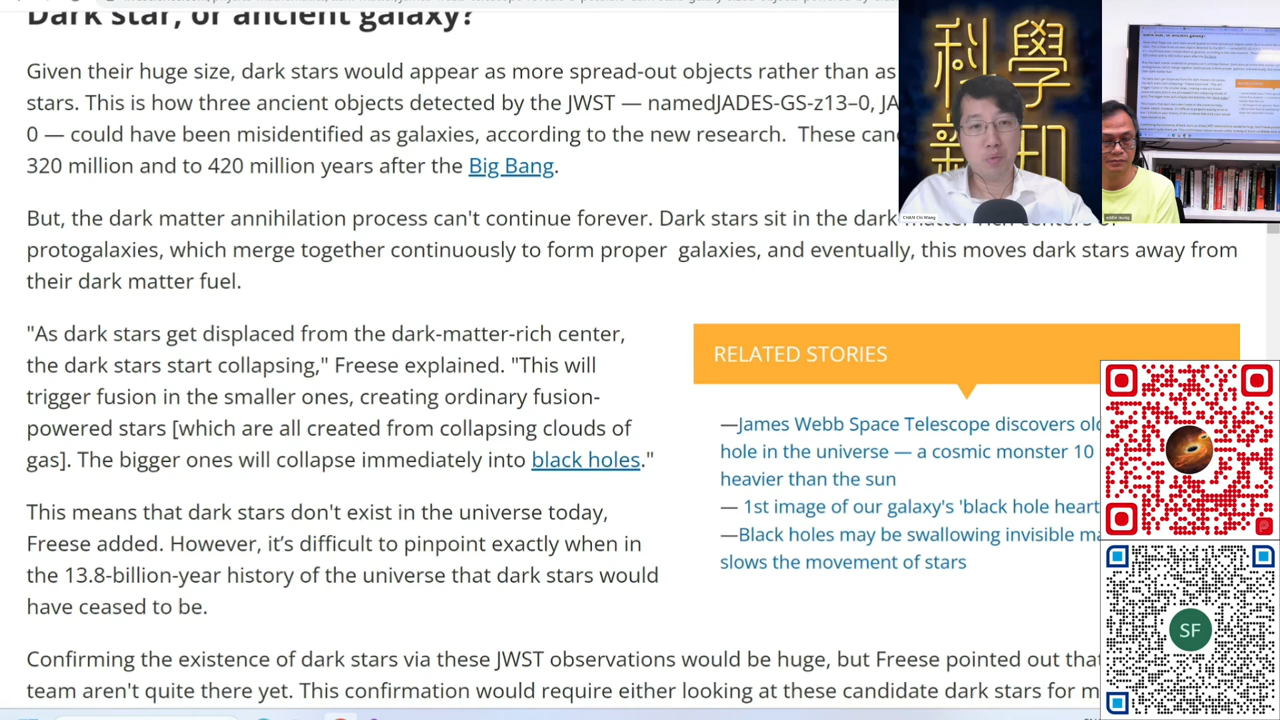 Dark star, or ancient galaxy?
Given their huge size, dark stars would appear
spread-out objects rather than as
stars. This is how three ancient objects detected by the JWST — named JADES-GS-z13–0, JA
0 — could have been misidentified as galaxies, according to the new research. These can
320 million and to 420 million years after the Big Bang.
But, the dark matter annihilation process can't continue forever. Dark stars sit in the dark-matter-rich centers of
protogalaxies, which merge together continuously to form proper galaxies, and eventually, this moves dark stars away from
their dark matter fuel.
"As dark stars get displaced from the dark-matter-rich center,
the dark stars start collapsing," Freese explained. "This will
trigger fusion in the smaller ones, creating ordinary fusion-
powered stars [which are all created from collapsing clouds of
gas]. The bigger ones will collapse immediately into black holes."
This means that dark stars don't exist in the universe today,
Freese added. However, it's difficult to pinpoint exactly when in
the 13.8-billion-year history of the universe that dark stars would
have ceased to be.
Confirming the existence of dark stars via these JWST observations would be huge, but Freese pointed out that
team aren't quite there yet. This confirmation would require either looking at these candidate dark stars for m
RELATED STORIES
—James Webb Space Telescope discovers old
hole in the universe — a cosmic monster 10
heavier than the sun
— 1st image of our galaxy's 'black hole heart
—Black holes may be swallowing invisible ma
slows the movement of stars
科學
新知
CHAN Chi Wang
SF